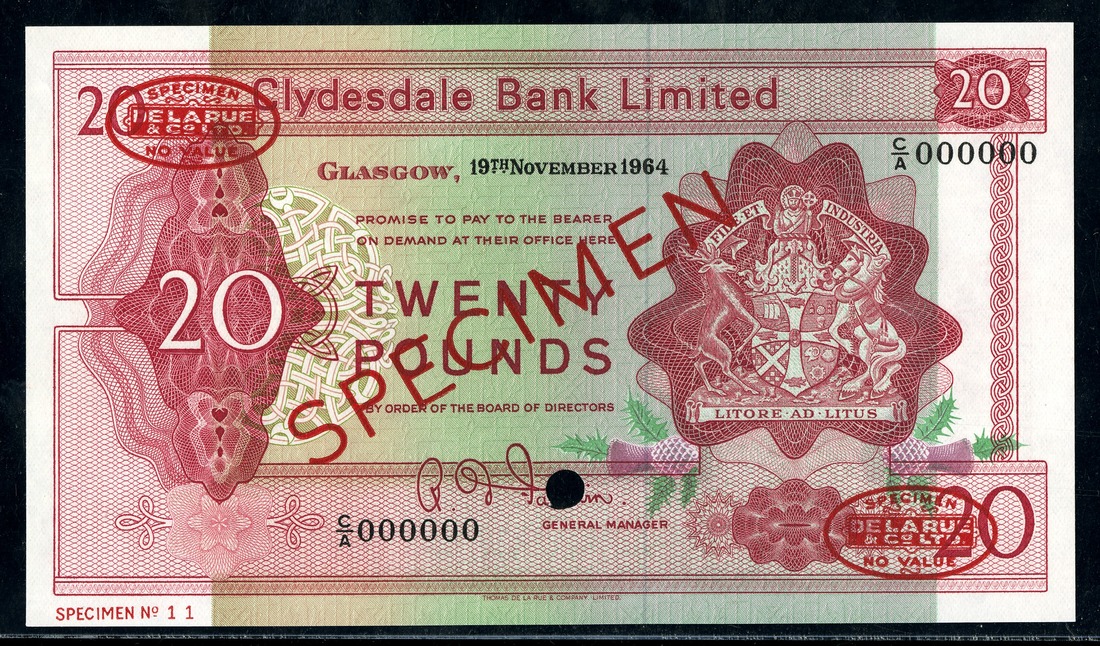 Clydesdale Bank Limited
20
20
SPECIMEN
DE LA RUE
& Cº LTD.
NO VALUE
GLASGOW, 19TH NOVEMBER 1964
C/A 000000
PROMISE TO PAY TO THE BEARER
ON DEMAND AT THEIR OFFICE HERE
FIDE ET INDUSTRIA
20
TWENTY
POUNDS
SPECIMEN
BY ORDER OF THE BOARD OF DIRECTORS
LITORE·AD·LITUS
GENERAL MANAGER
C/A 000000
SPECIMEN
DE LA RUE
& Cº LTD.
NO VALUE
20
THOMAS DE LA RUE & COMPANY, LIMITED.
SPECIMEN Nº 11